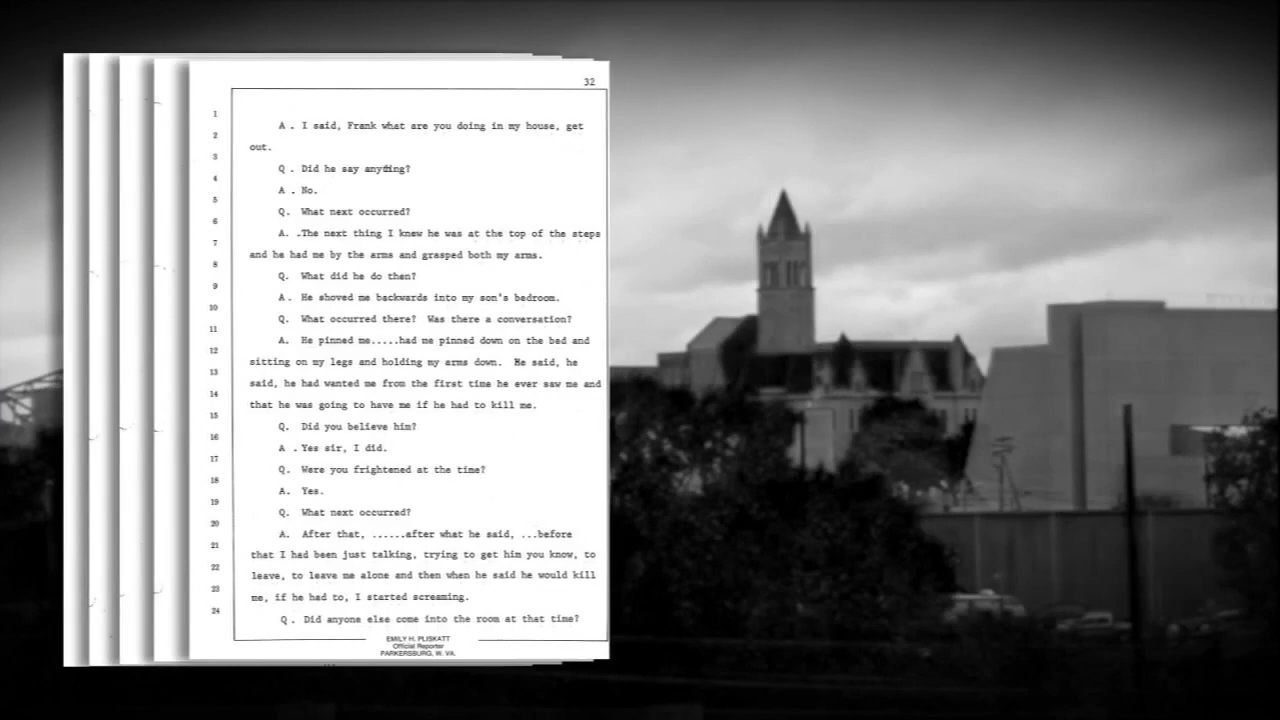 32
1
A . I said, Frank what are you doing in my house, get
2
out.
3
Q . Did he say anything?
4
A . No.
5
Q. What next occurred?
6
A. .The next thing I knew he was at the top of the steps
7
and he had me by the arms and grasped both my arms.
8
Q. What did he do then?
9
A. He shoved me backwards into my son's bedroom.
10
Q. What occurred there? Was there a conversation?
11
A. He pinned me.....had me pinned down on the bed and
12
sitting on my legs and holding my arms down. He said, he
13
said, he had wanted me from the first time he ever saw me and
14
that he was going to have me if he had to kill me.
15
Q. Did you believe him?
16
A . Yes sir, I did.
17
Q. Were you frightened at the time?
18
A. Yes.
19
Q. What next occurred?
20
A. After that, ......after what he said, ...before
21
that I had been just talking, trying to get him you know, to
22
leave, to leave me alone and then when he said he would kill
23
me, if he had to, I started screaming.
24
Q . Did anyone else come into the room at that time?
EMILY H. PLISKATT
Official Reporter
PARKERSBURG, W. VA.